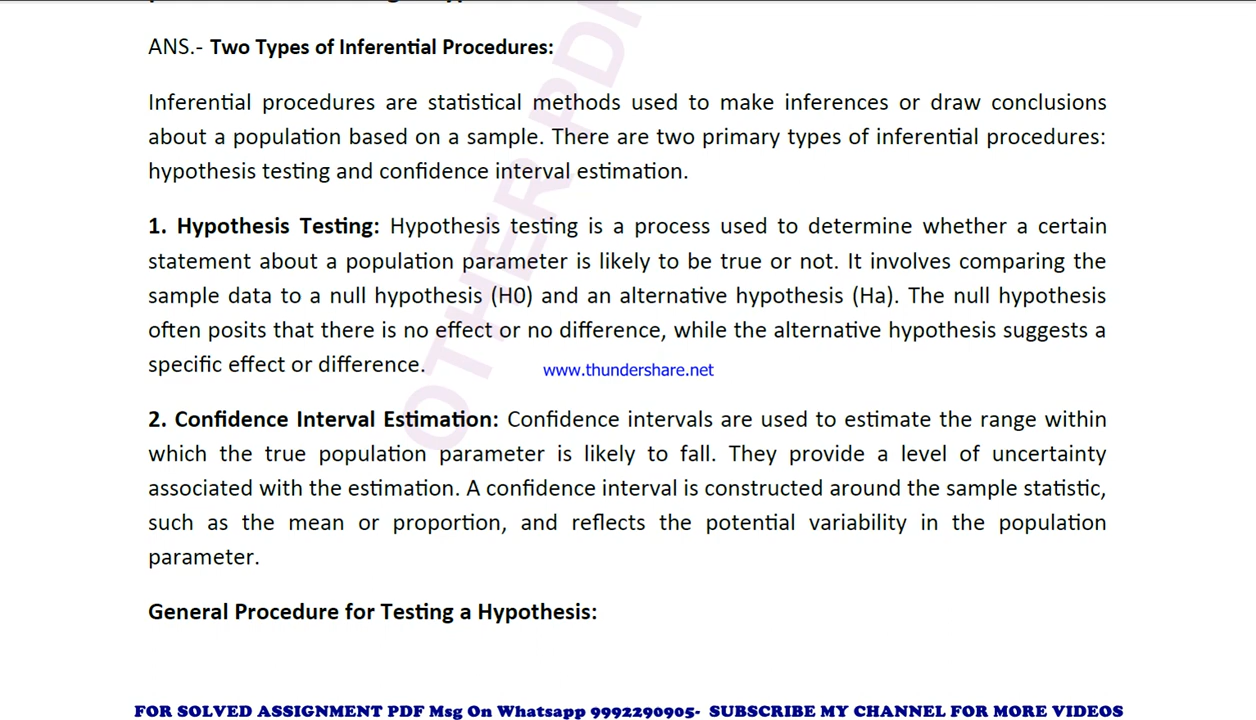 ANS.- Two Types of Inferential Procedures:
Inferential procedures are statistical methods used to make inferences or draw conclusions
about a population based on a sample. There are two primary types of inferential procedures:
hypothesis testing and confidence interval estimation.
1. Hypothesis Testing: Hypothesis testing is a process used to determine whether a certain
statement about a population parameter is likely to be true or not. It involves comparing the
sample data to a null hypothesis (H0) and an alternative hypothesis (Ha). The null hypothesis
often posits that there is no effect or no difference, while the alternative hypothesis suggests a
specific effect or difference.
www.thundershare.net
2. Confidence Interval Estimation: Confidence intervals are used to estimate the range within
which the true population parameter is likely to fall. They provide a level of uncertainty
associated with the estimation. A confidence interval is constructed around the sample statistic,
such as the mean or proportion, and reflects the potential variability in the population
parameter.
General Procedure for Testing a Hypothesis:
FOR SOLVED ASSIGNMENT PDF Msg On Whatsapp 9992290905- SUBSCRIBE MY CHANNEL FOR MORE VIDEOS
OTHER PDF